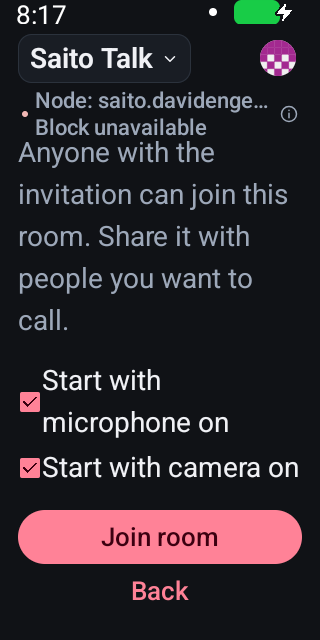 8:17
Saito Talk
Node: saito.davidenge…
Block unavailable
Anyone with the
invitation can join this
room. Share it with
people you want to
call.
Start with
microphone on
Start with camera on
Join room
Back